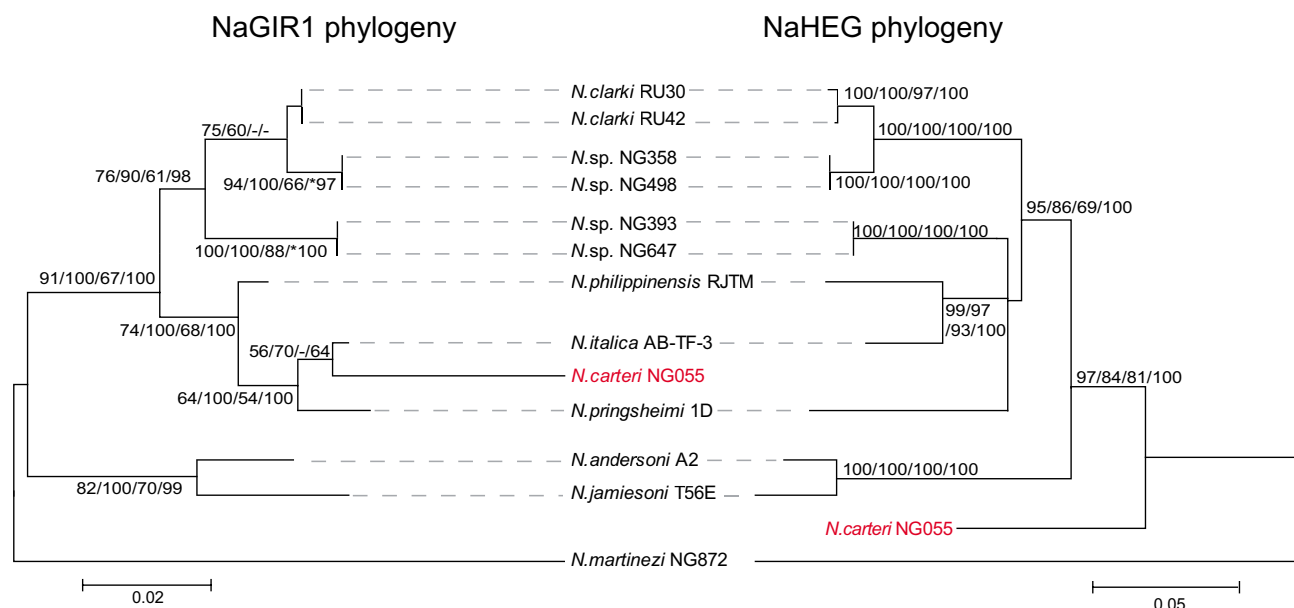 NaGIR1 phylogeny
NaHEG phylogeny
N.clarki RU30
100/100/97/100
N.clarki RU42
75/60/-/-
100/100/100/100
N.sp. NG358
76/90/61/98
94/100/66/*97
N.sp. NG498
100/100/100/100
95/86/69/100
N.sp. NG393
100/100/100/100
100/100/88/*100
N.sp. NG647
91/100/67/100
N.philippinensis RJTM
74/100/68/100
99/97
/93/100
N.italica AB-TF-3
56/70/-/64
N.carteri NG055
97/84/81/100
64/100/54/100
N.pringsheimi 1D
N.andersoni A2
100/100/100/100
82/100/70/99
N.jamiesoni T56E
N.carteri NG055
N.martinezi NG872
0.02
0.05